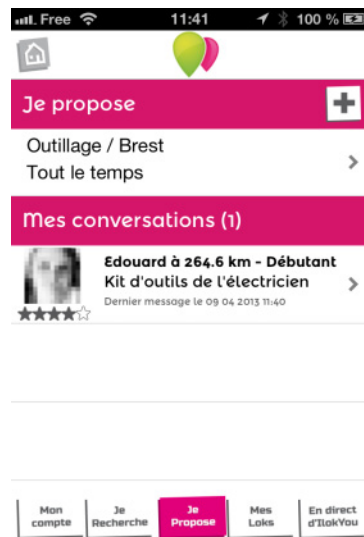 Free 11:41 100 %
Je propose
Outillage / Brest
Tout le temps
Mes conversations (1)
Edouard à 264.6 km - Débutant
Kit d'outils de l'électricien
Dernier message le 09 04 2013 11:40
Mon compte
Je Recherche
Je Propose
Mes Loks
En direct d'IlokYou